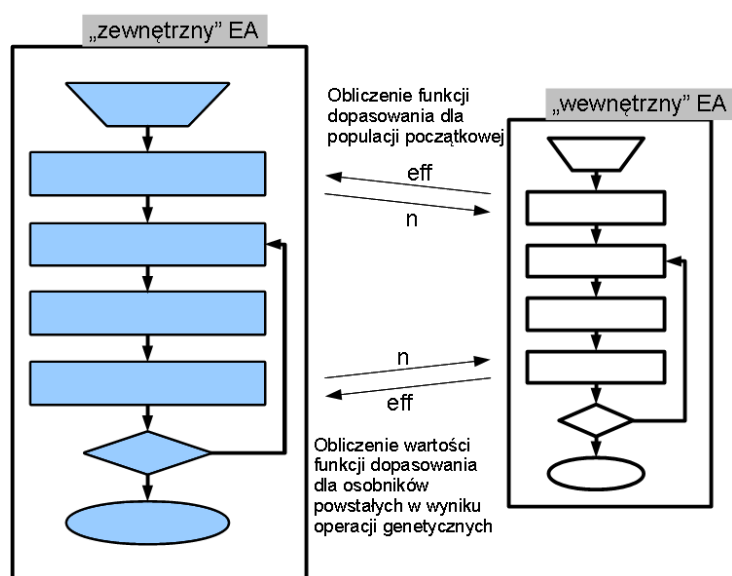 „zewnętrzny” EA
Obliczenie funkcji
dopasowania dla
populacji początkowej
„wewnętrzny” EA
eff
n
n
eff
Obliczenie wartości
funkcji dopasowania
dla osobników
powstałych w wyniku
operacji genetycznych